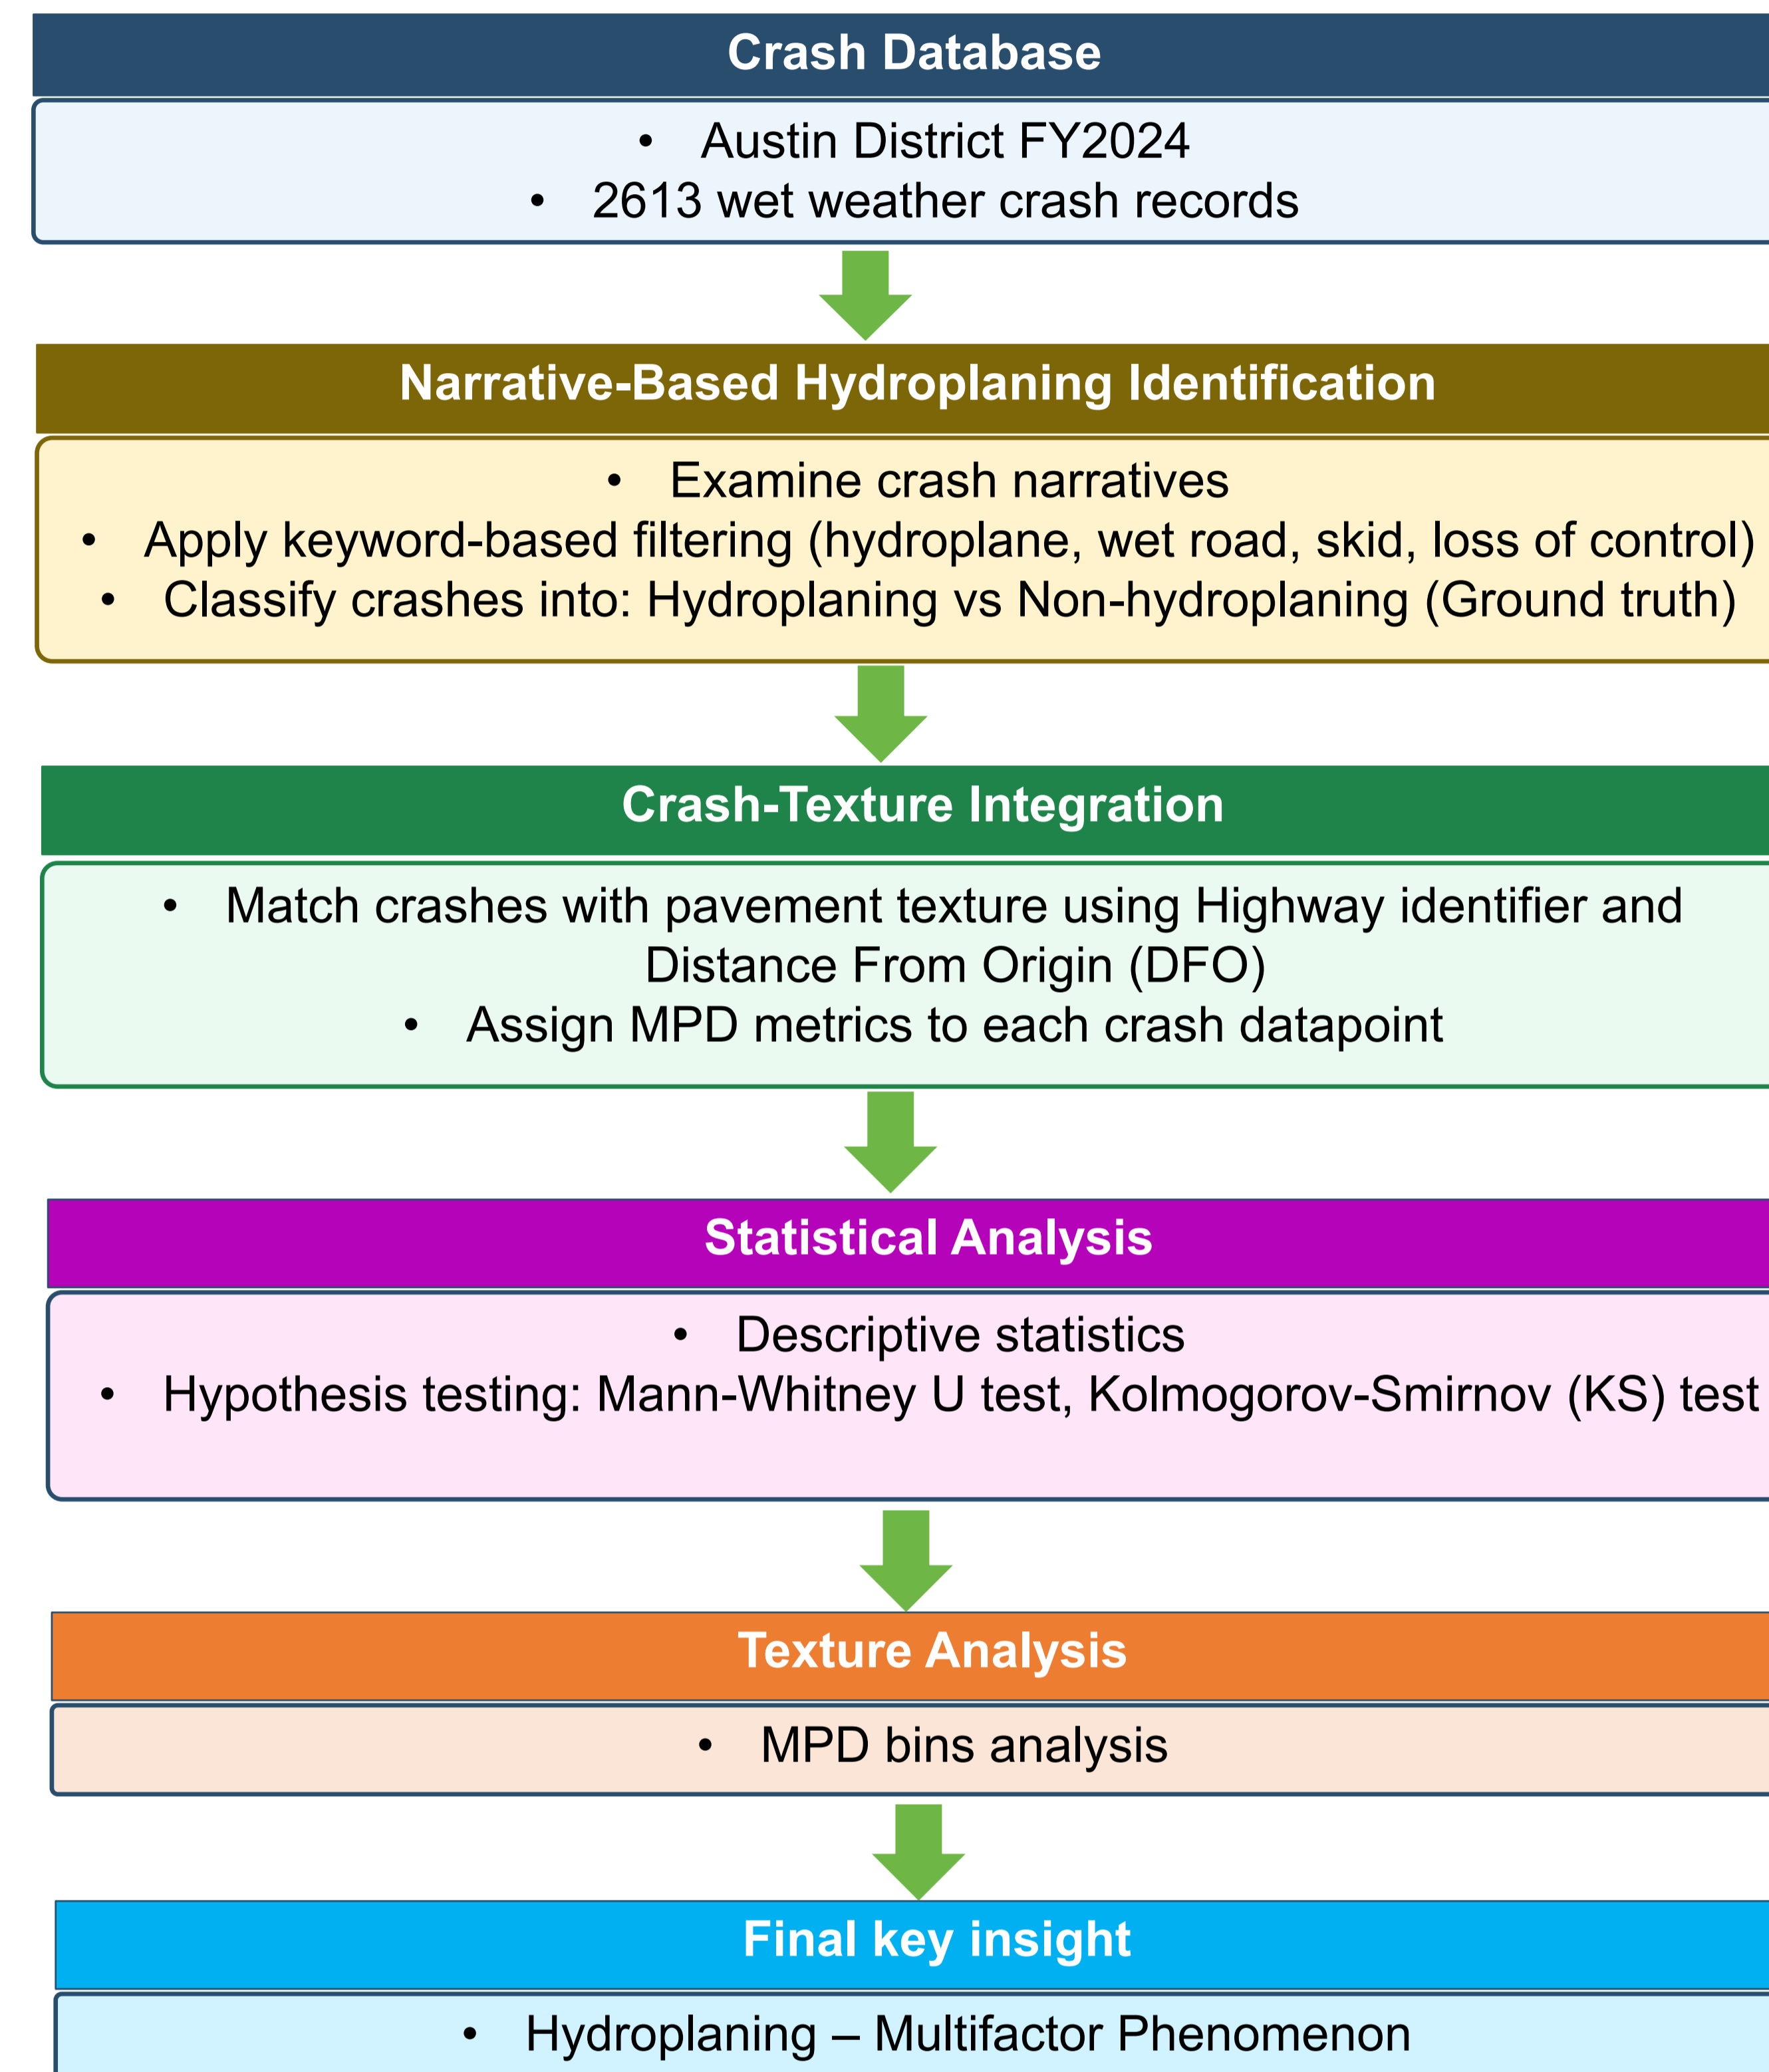 Crash Database
• Austin District FY2024
• 2613 wet weather crash records
Narrative-Based Hydroplaning Identification
• Examine crash narratives
• Apply keyword-based filtering (hydroplane, wet road, skid, loss of control)
• Classify crashes into: Hydroplaning vs Non-hydroplaning (Ground truth)
Crash-Texture Integration
• Match crashes with pavement texture using Highway identifier and
Distance From Origin (DFO)
• Assign MPD metrics to each crash datapoint
Statistical Analysis
• Descriptive statistics
• Hypothesis testing: Mann-Whitney U test, Kolmogorov-Smirnov (KS) test
Texture Analysis
• MPD bins analysis
Final key insight
• Hydroplaning – Multifactor Phenomenon